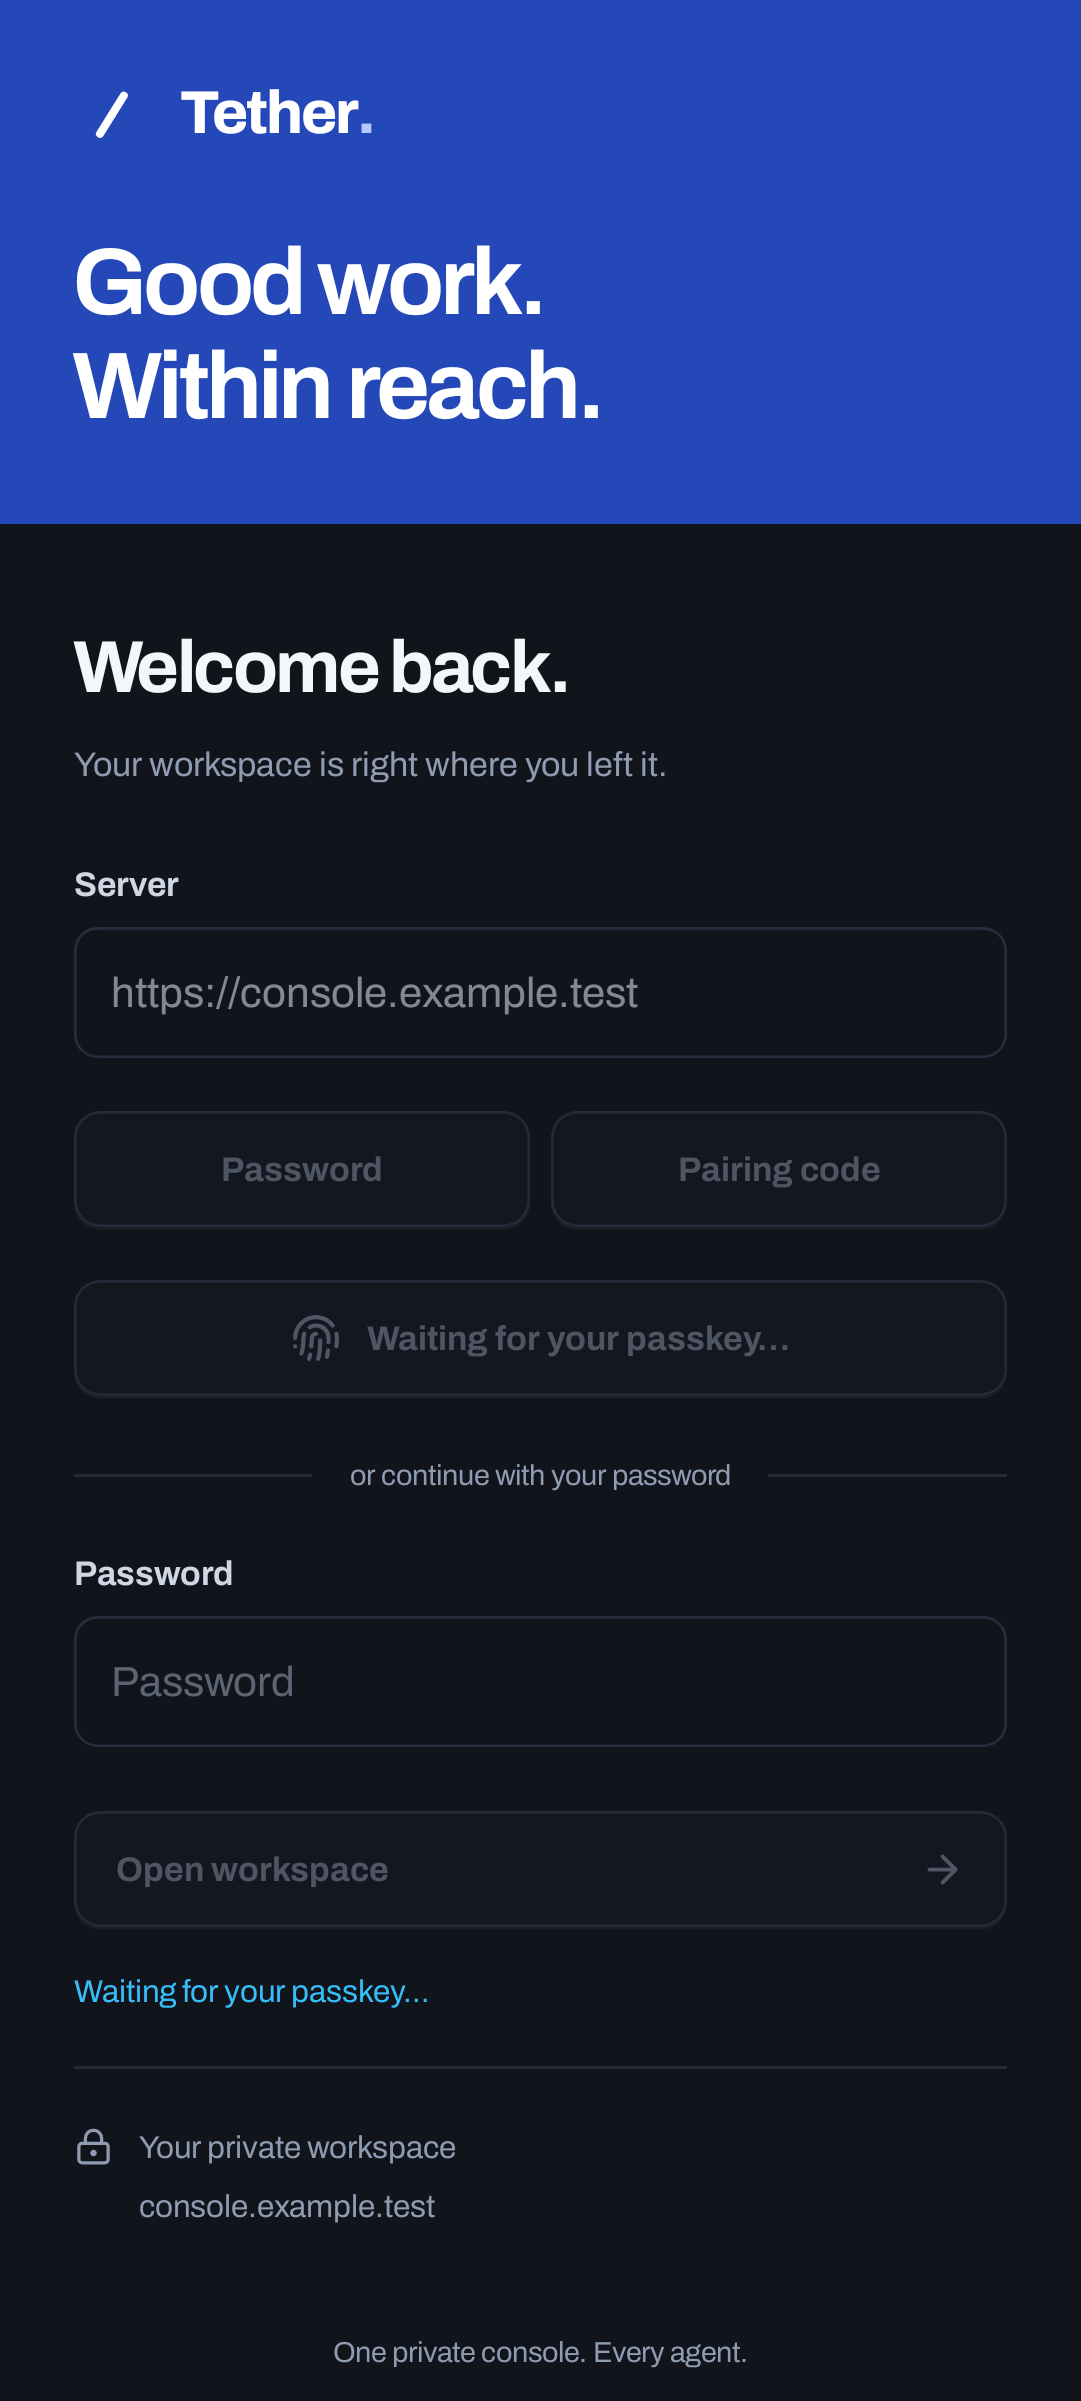 Tether.
Good work.
Within reach.
Welcome back.
Your workspace is right where you left it.
Server
https://console.example.test
Password
Pairing code
Waiting for your passkey...
or continue with your password
Password
Password
Open workspace
Waiting for your passkey...
Your private workspace
console.example.test
One private console. Every agent.